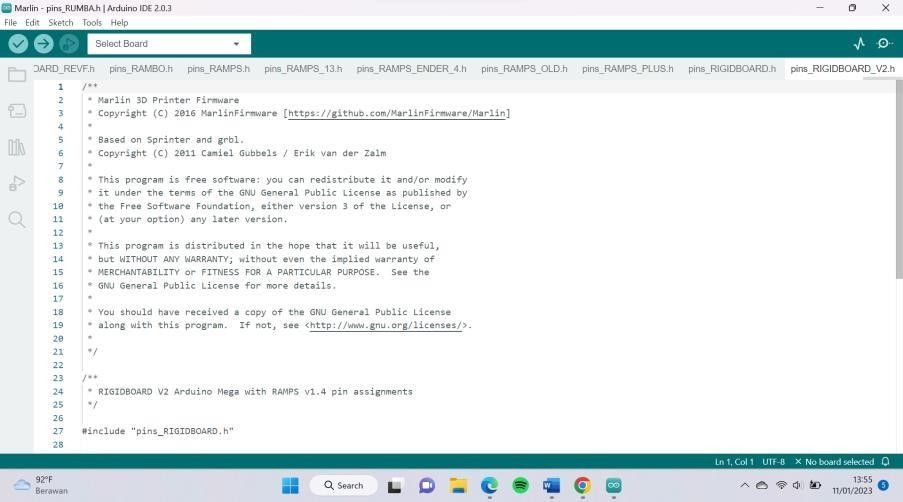 Marlin - pins_RUMBA.h | Arduino IDE 2.0.3
File Edit Sketch Tools Help
Select Board
OARD_REVF.h pins_RAMBO.h pins_RAMPS.h pins_RAMPS_13.h pins_RAMPS_ENDER_4.h pins_RAMPS_OLD.h pins_RAMPS_PLUS.h pins_RIGIDBOARD.h pins_RIGIDBOARD_V2.h
1 /**
2 * Marlin 3D Printer Firmware
3 * Copyright (C) 2016 MarlinFirmware [https://github.com/MarlinFirmware/Marlin]
4 *
5 * Based on Sprinter and grbl.
6 * Copyright (C) 2011 Camiel Gubbels / Erik van der Zalm
7 *
8 * This program is free software: you can redistribute it and/or modify
9 * it under the terms of the GNU General Public License as published by
10 * the Free Software Foundation, either version 3 of the License, or
11 * (at your option) any later version.
12 *
13 * This program is distributed in the hope that it will be useful,
14 * but WITHOUT ANY WARRANTY; without even the implied warranty of
15 * MERCHANTABILITY or FITNESS FOR A PARTICULAR PURPOSE. See the
16 * GNU General Public License for more details.
17 *
18 * You should have received a copy of the GNU General Public License
19 * along with this program. If not, see <http://www.gnu.org/licenses/>.
20 *
21 */
22
23 /**
24 * RIGIDBOARD V2 Arduino Mega with RAMPS v1.4 pin assignments
25 */
26
27 #include "pins_RIGIDBOARD.h"
28
Ln 1, Col 1 UTF-8 × No board selected
92°F
Berawan
Search
13:55
11/01/2023
5